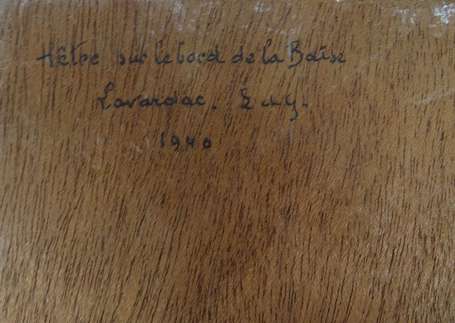 Hêtre sur le bord de la Baïse
Lavardac. L et G.
1940